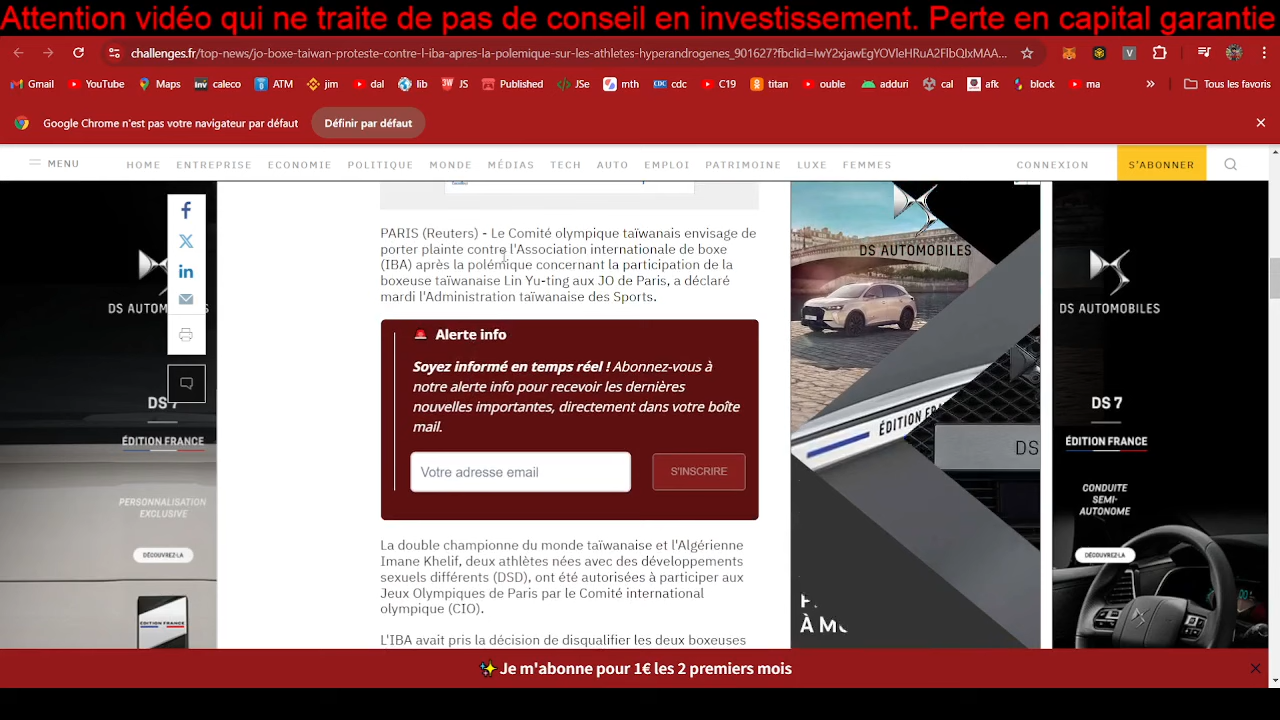 Attention vidéo qui ne traite de pas de conseil en investissement. Perte en capital garantie
challenges.fr/top-news/jo-boxe-taiwan-proteste-contre-l-iba-apres-la-polemique-sur-les-athletes-hyperandrogenes_901627?fbclid=IwY2xjawEgYOVleHRuA2FlbQIxMAA...
Gmail YouTube Maps caleco ATM jim dal lib JS Published JSe mth cdc C19 titan ouble adduri cal afk block ma » Tous les favoris
Google Chrome n'est pas votre navigateur par défaut Définir par défaut
MENU HOME ENTREPRISE ECONOMIE POLITIQUE MONDE MÉDIAS TECH AUTO EMPLOI PATRIMOINE LUXE FEMMES CONNEXION S'ABONNER
PARIS (Reuters) - Le Comité olympique taïwanais envisage de
porter plainte contre l'Association internationale de boxe
(IBA) après la polémique concernant la participation de la
boxeuse taïwanaise Lin Yu-ting aux JO de Paris, a déclaré
mardi l'Administration taïwanaise des Sports.
Alerte info
Soyez informé en temps réel ! Abonnez-vous à
notre alerte info pour recevoir les dernières
nouvelles importantes, directement dans votre boîte
mail.
Votre adresse email S'INSCRIRE
La double championne du monde taïwanaise et l'Algérienne
Imane Khelif, deux athlètes nées avec des développements
sexuels différents (DSD), ont été autorisées à participer aux
Jeux Olympiques de Paris par le Comité international
olympique (CIO).
L'IBA avait pris la décision de disqualifier les deux boxeuses
DS AUTOM
DS 7
ÉDITION FRANCE
PERSONNALISATION
EXCLUSIVE
DÉCOUVREZ-LA
ÉDITION FRANCE
DS AUTOMOBILES
ÉDITION FR
DS
À M
DS AUTOMOBILES
DS 7
ÉDITION FRANCE
CONDUITE
SEMI-
AUTONOME
DÉCOUVREZ-LA
✨ Je m'abonne pour 1€ les 2 premiers mois